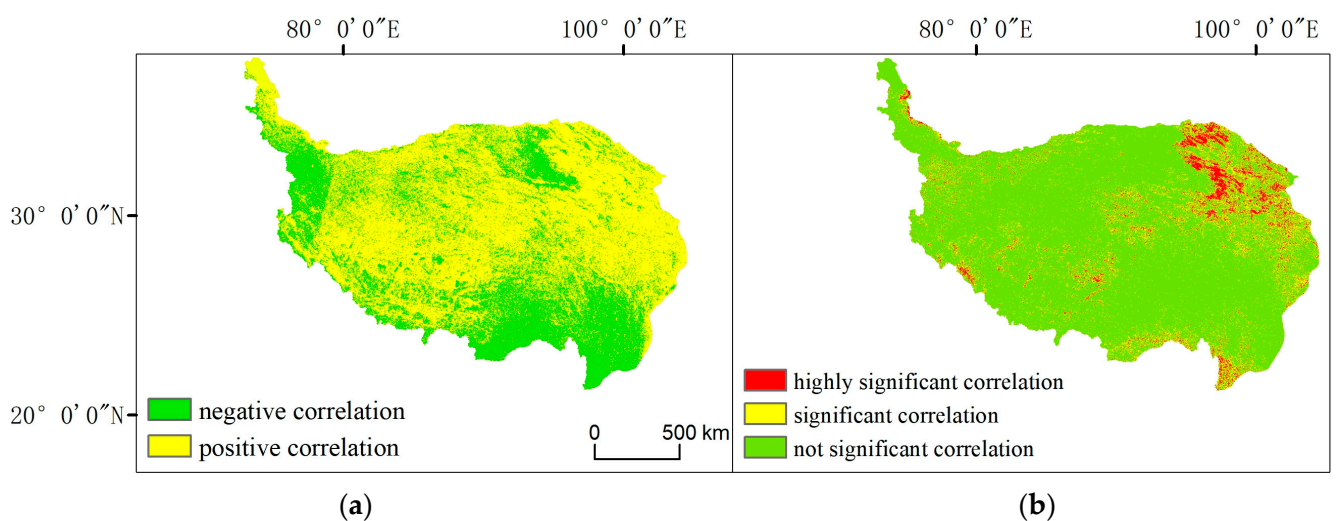 80° 0′0″E 100° 0′0″E 80° 0′0″E 100° 0′0″E
30° 0′0″N
20° 0′0″N
negative correlation
positive correlation
0 500 km
highly significant correlation
significant correlation
not significant correlation
(a) (b)